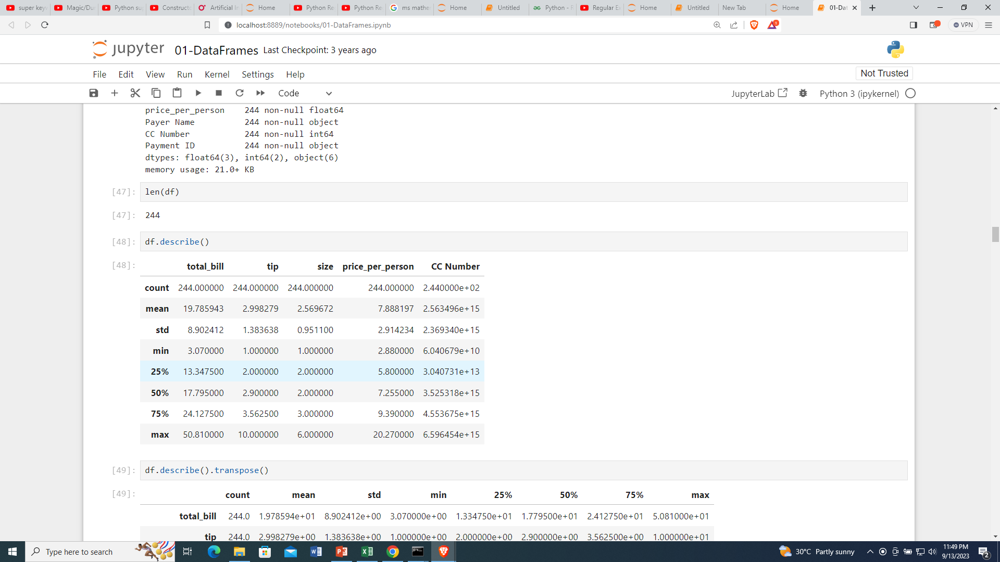 super key
Magic/Du
Python su
Construct
Artificial In
Home
Python Re
Python Re
ms mathe
Home
Untitled
Python - R
Regular Ex
Home
Untitled
New Tab
Home
01-Dat
localhost:8889/notebooks/01-DataFrames.ipynb
1
VPN
jupyter 01-DataFrames Last Checkpoint: 3 years ago
File Edit View Run Kernel Settings Help
Not Trusted
Code
JupyterLab
Python 3 (ipykernel)
price_per_person 244 non-null float64
Payer Name 244 non-null object
CC Number 244 non-null int64
Payment ID 244 non-null object
dtypes: float64(3), int64(2), object(6)
memory usage: 21.0+ KB
[47]: len(df)
[47]: 244
[48]: df.describe()
[48]: total_bill tip size price_per_person CC Number
count 244.000000 244.000000 244.000000 244.000000 2.440000e+02
mean 19.785943 2.998279 2.569672 7.888197 2.563496e+15
std 8.902412 1.383638 0.951100 2.914234 2.369340e+15
min 3.070000 1.000000 1.000000 2.880000 6.040679e+10
25% 13.347500 2.000000 2.000000 5.800000 3.040731e+13
50% 17.795000 2.900000 2.000000 7.255000 3.525318e+15
75% 24.127500 3.562500 3.000000 9.390000 4.553675e+15
max 50.810000 10.000000 6.000000 20.270000 6.596454e+15
[49]: df.describe().transpose()
[49]: count mean std min 25% 50% 75% max
total_bill 244.0 1.978594e+01 8.902412e+00 3.070000e+00 1.334750e+01 1.779500e+01 2.412750e+01 5.081000e+01
tip 244.0 2.998279e+00 1.383638e+00 1.000000e+00 2.000000e+00 2.900000e+00 3.562500e+00 1.000000e+01
Type here to search
30°C Partly sunny
11:49 PM
9/13/2023
2